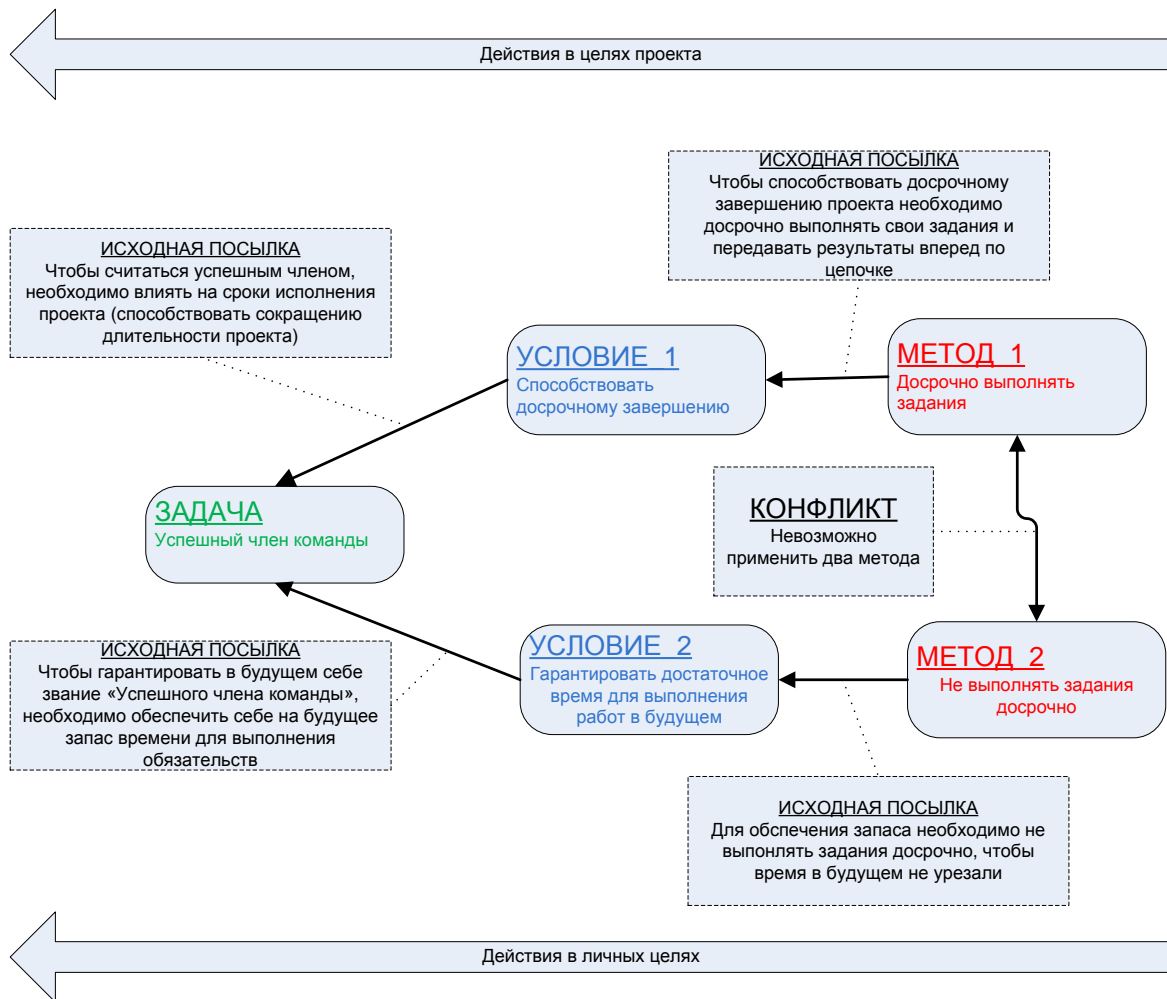 Действия в целях проекта
ИСХОДНАЯ ПОСЫЛКА
Чтобы способствовать досрочному
завершению проекта необходимо
досрочно выполнять свои задания и
передавать результаты вперед по
цепочке
ИСХОДНАЯ ПОСЫЛКА
Чтобы считаться успешным членом,
необходимо влиять на сроки исполнения
проекта (способствовать сокращению
длительности проекта)
УСЛОВИЕ_1
Способствовать
досрочному завершению
МЕТОД_1
Досрочно выполнять
задания
ЗАДАЧА
Успешный член команды
КОНФЛИКТ
Невозможно
применить два метода
ИСХОДНАЯ ПОСЫЛКА
Чтобы гарантировать в будущем себе
звание «Успешного члена команды»,
необходимо обеспечить себе на будущее
запас времени для выполнения
обязательств
УСЛОВИЕ_2
Гарантировать достаточное
время для выполнения
работ в будущем
МЕТОД_2
Не выполнять задания
досрочно
ИСХОДНАЯ ПОСЫЛКА
Для обспечения запаса необходимо не
выпонлять задания досрочно, чтобы
время в будущем не урезали
Действия в личных целях